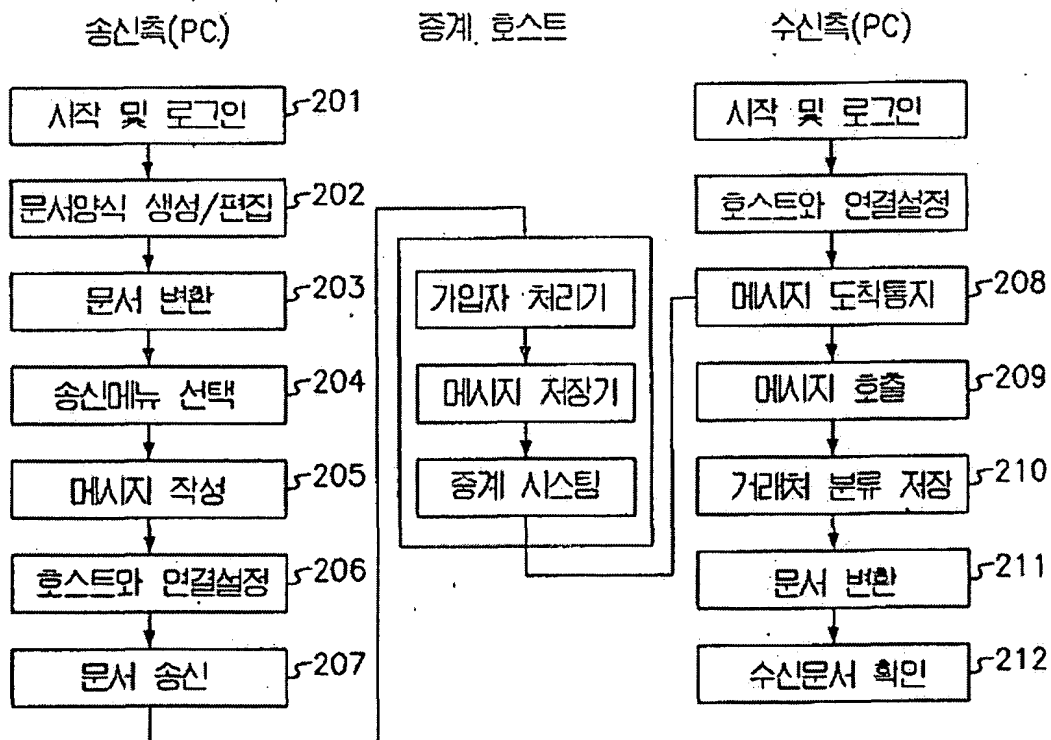 송신측(PC)
시작 및 로그인 201
문서양식 생성/편집 202
문서 변환 203
송신메뉴 선택 204
메시지 작성 205
호스트와 연결설정 206
문서 송신 207
중계 호스트
가입자 처리기
메시지 저장기
중계 시스팀
수신측(PC)
시작 및 로그인
호스트와 연결설정
메시지 도착통지 208
메시지 호출 209
거래처 분류 저장 210
문서 변환 211
수신문서 확인 212